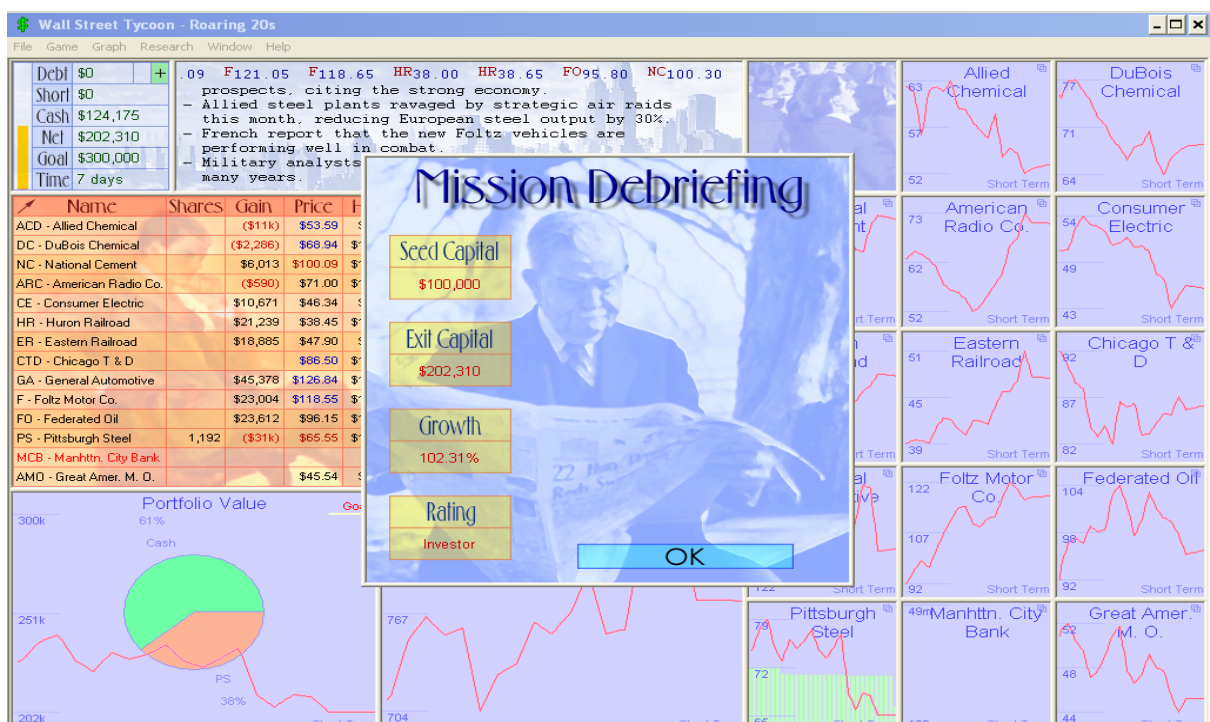 Wall Street Tycoon - Roaring 20s
File Game Graph Research Window Help
Debt $0 +
Short $0
Cash $124,175
Net $202,310
Goal $300,000
Time 7 days
.09 F121.05 F118.65 HR38.00 HR38.65 FO95.80 NC100.30
prospects, citing the strong economy.
- Allied steel plants ravaged by strategic air raids
this month, reducing European steel output by 30%.
- French report that the new Foltz vehicles are
performing well in combat.
- Military analysts
many years.
Name Shares Gain Price
ACD - Allied Chemical ($11k) $53.59
DC - DuBois Chemical ($2,286) $68.94
NC - National Cement $6,013 $100.09
ARC - American Radio Co. ($590) $71.00
CE - Consumer Electric $10,671 $46.34
HR - Huron Railroad $21,239 $38.45
ER - Eastern Railroad $18,885 $47.90
CTD - Chicago T & D $86.50
GA - General Automotive $45,378 $126.84
F - Foltz Motor Co. $23,004 $118.55
FO - Federated Oil $23,612 $96.15
PS - Pittsburgh Steel 1,192 ($31k) $65.55
MCB - Manhttn. City Bank
AMO - Great Amer. M. O. $45.54
Mission Debriefing
Seed Capital
$100,000
Exit Capital
$202,310
Growth
102.31%
Rating
Investor
OK
Allied
Chemical
63
57
52
Short Term
DuBois
Chemical
77
71
64
Short Term
American
Radio Co.
73
62
52
Short Term
Consumer
Electric
54
49
43
Short Term
Eastern
Railroad
51
45
39
Short Term
Chicago T &
D
92
87
82
Short Term
Foltz Motor
Co.
122
107
92
Short Term
Federated Oil
104
98
92
Short Term
122
Short Term
Portfolio Value
300k
61%
Cash
251k
PS
38%
202k
767
704
Pittsburgh
Steel
79
72
65
Manhttn. City
Bank
49m
Great Amer.
M. O.
52
48
44